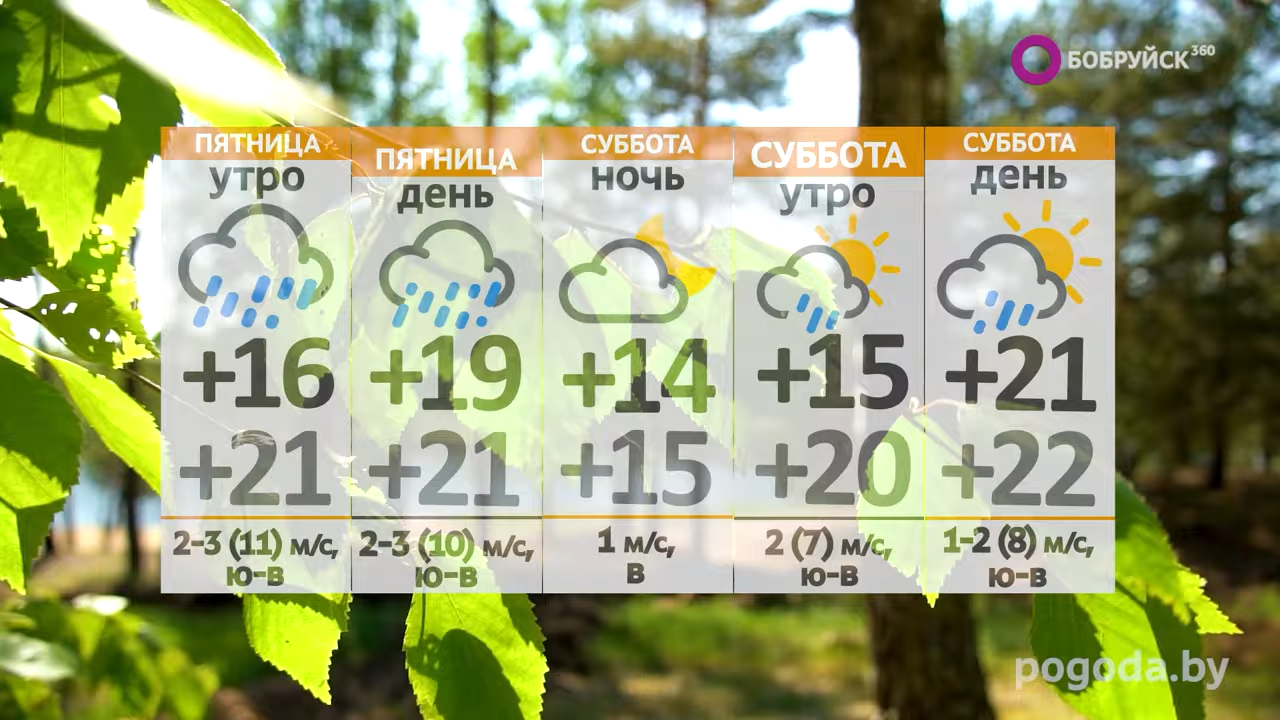 БОБРУЙСК360
ПЯТНИЦА
утро
+16
+21
2-3 (11) м/с,
ю-в
ПЯТНИЦА
день
+19
+21
2-3 (10) м/с,
ю-в
СУББОТА
ночь
+14
+15
1 м/с,
в
СУББОТА
утро
+15
+20
2 (7) м/с,
ю-в
СУББОТА
день
+21
+22
1-2 (8) м/с,
ю-в
pogoda.by